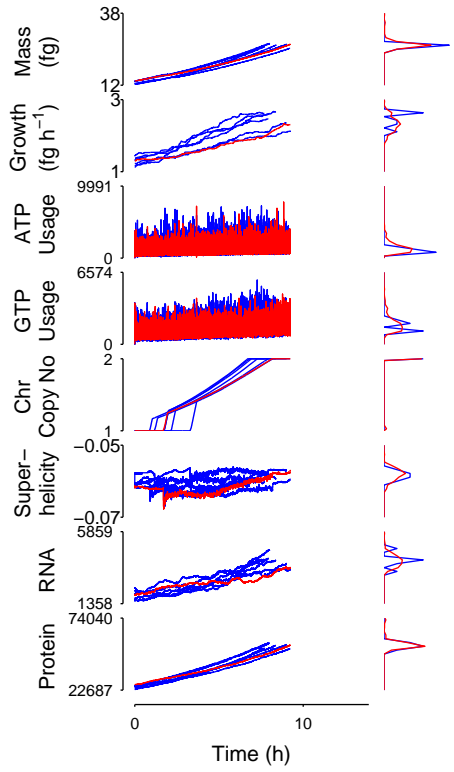 38
Mass
(fg)
12
3
Growth
(fg h−1)
1
9991
ATP
Usage
0
6574
GTP
Usage
0
2
Chr
Copy No
1
−0.05
Super−
helicity
−0.07
5859
RNA
1358
74040
Protein
22687
0 10
Time (h)